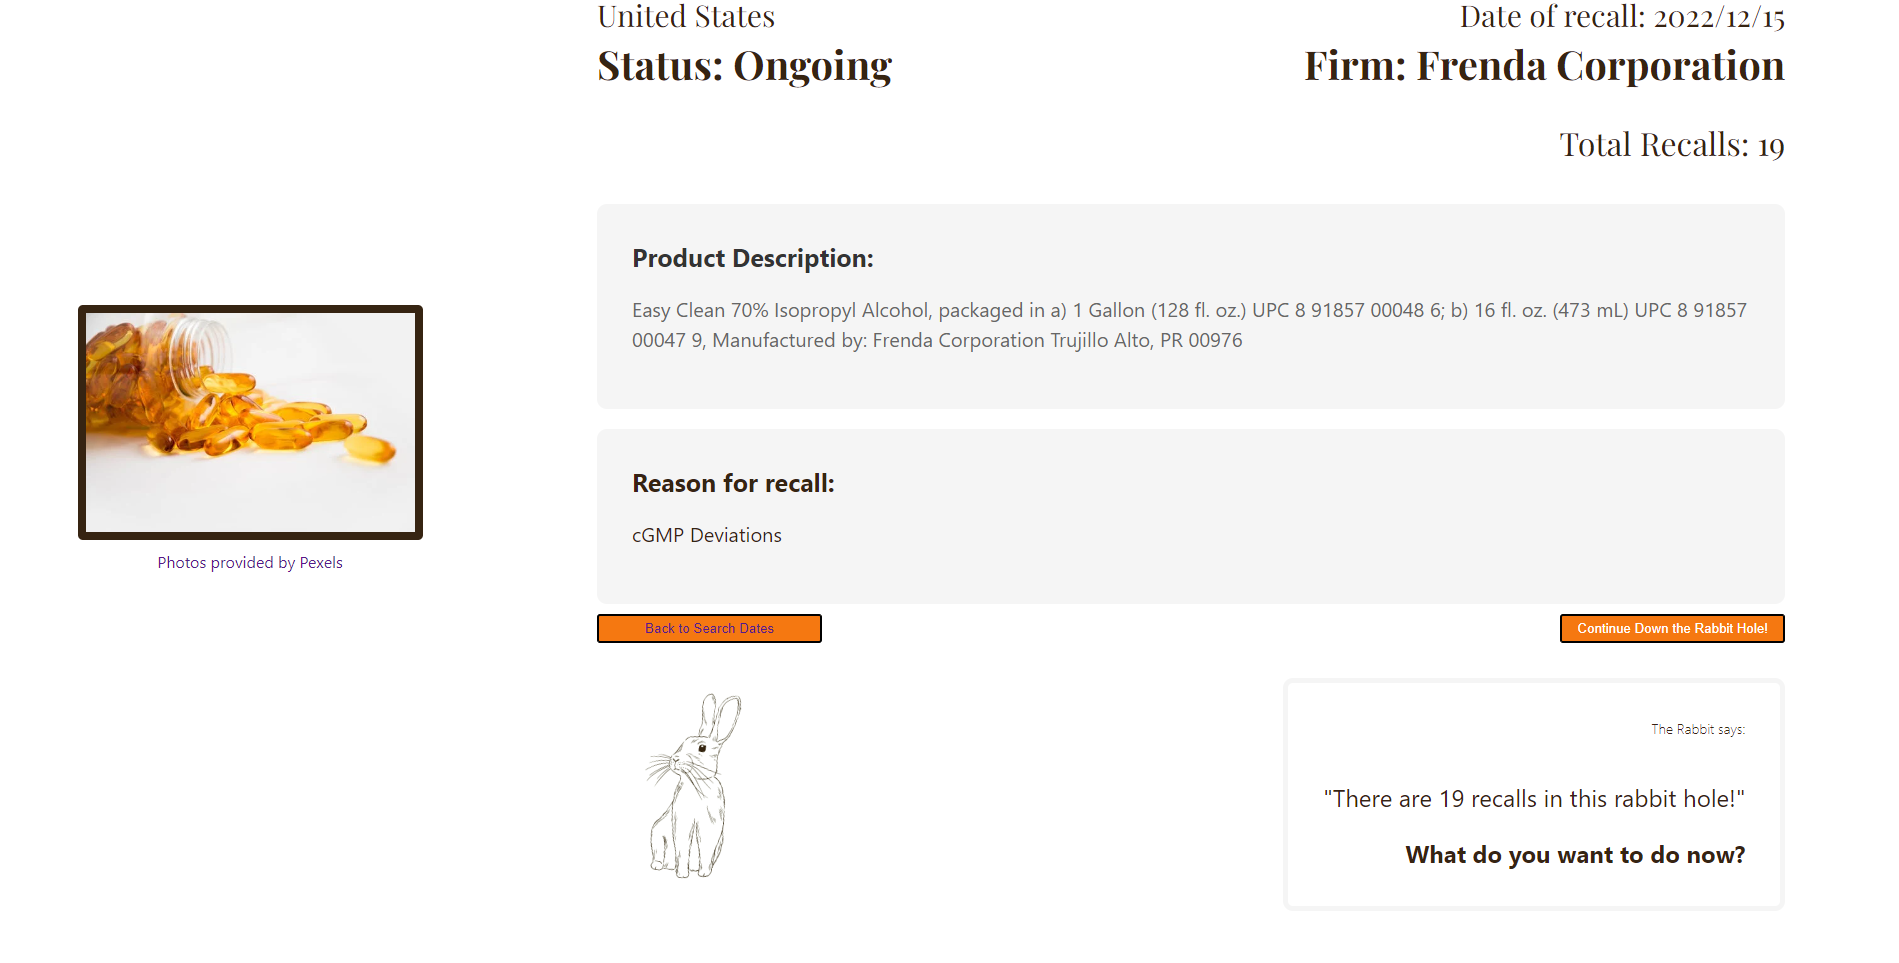 United States
Date of recall: 2022/12/15
Status: Ongoing
Firm: Frenda Corporation
Total Recalls: 19
Product Description:
Easy Clean 70% Isopropyl Alcohol, packaged in a) 1 Gallon (128 fl. oz.) UPC 8 91857 00048 6; b) 16 fl. oz. (473 mL) UPC 8 91857
00047 9, Manufactured by: Frenda Corporation Trujillo Alto, PR 00976
Photos provided by Pexels
Reason for recall:
cGMP Deviations
Back to Search Dates
Continue Down the Rabbit Hole!
The Rabbit says:
"There are 19 recalls in this rabbit hole!"
What do you want to do now?